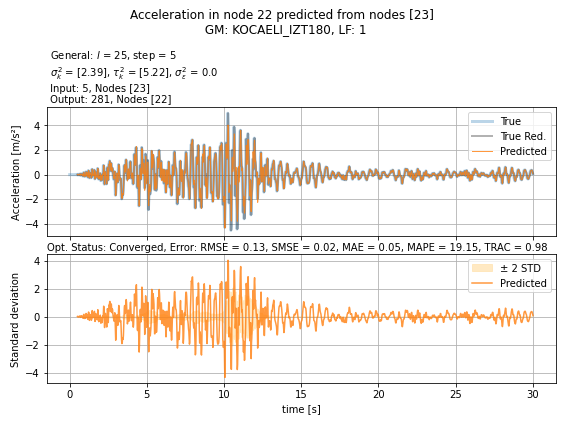 Acceleration in node 22 predicted from nodes [23]
GM: KOCAELI_IZT180, LF: 1
General: l = 25, step = 5
σ²ₖ = [2.39], τ²ₖ = [5.22], σ²ε = 0.0
Input: 5, Nodes [23]
Output: 281, Nodes [22]
Acceleration [m/s²]
4
2
0
−2
−4
True
True Red.
Predicted
Opt. Status: Converged, Error: RMSE = 0.13, SMSE = 0.02, MAE = 0.05, MAPE = 19.15, TRAC = 0.98
Standard deviation
4
2
0
−2
−4
± 2 STD
Predicted
0 5 10 15 20 25 30
time [s]